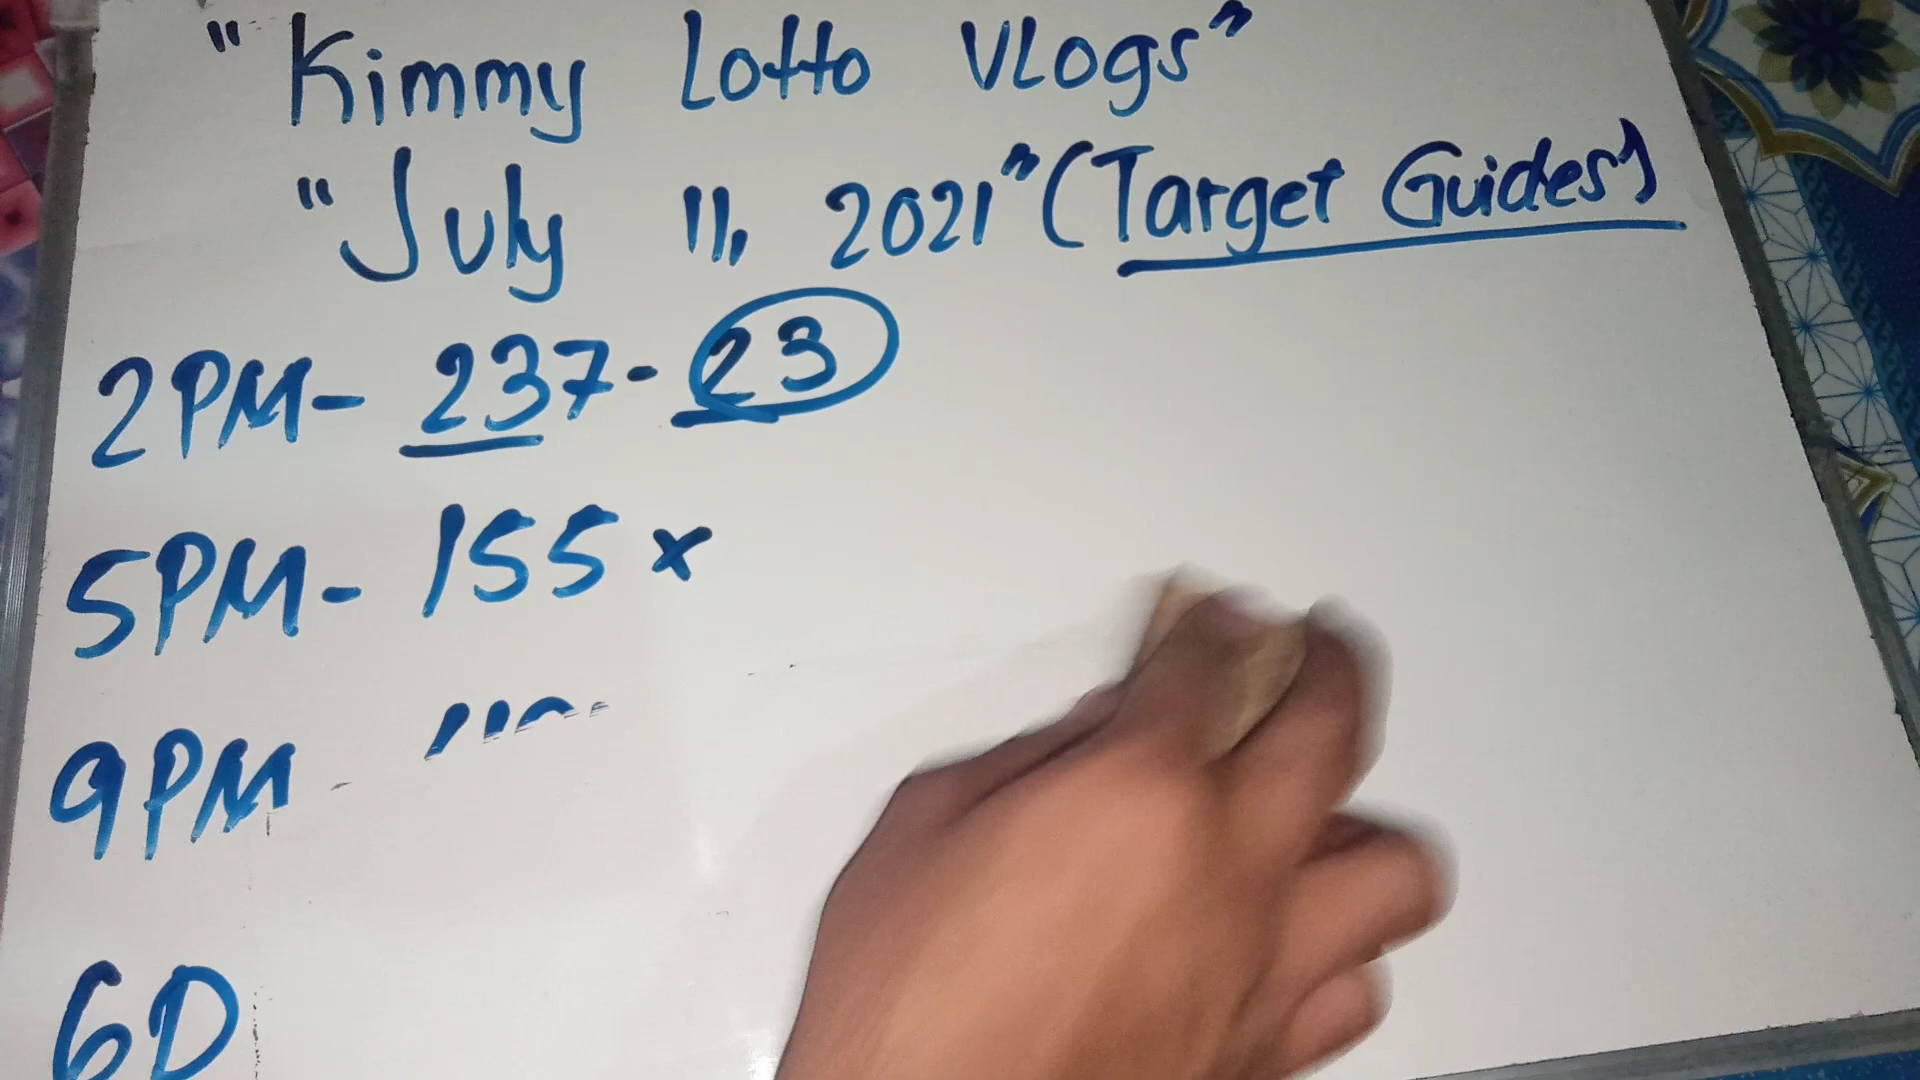 "Kimmy Lotto VLogs"
"July 11, 2021" (Target Guides)
2PM- 237-23
5PM- 155 x
9PM -
6D